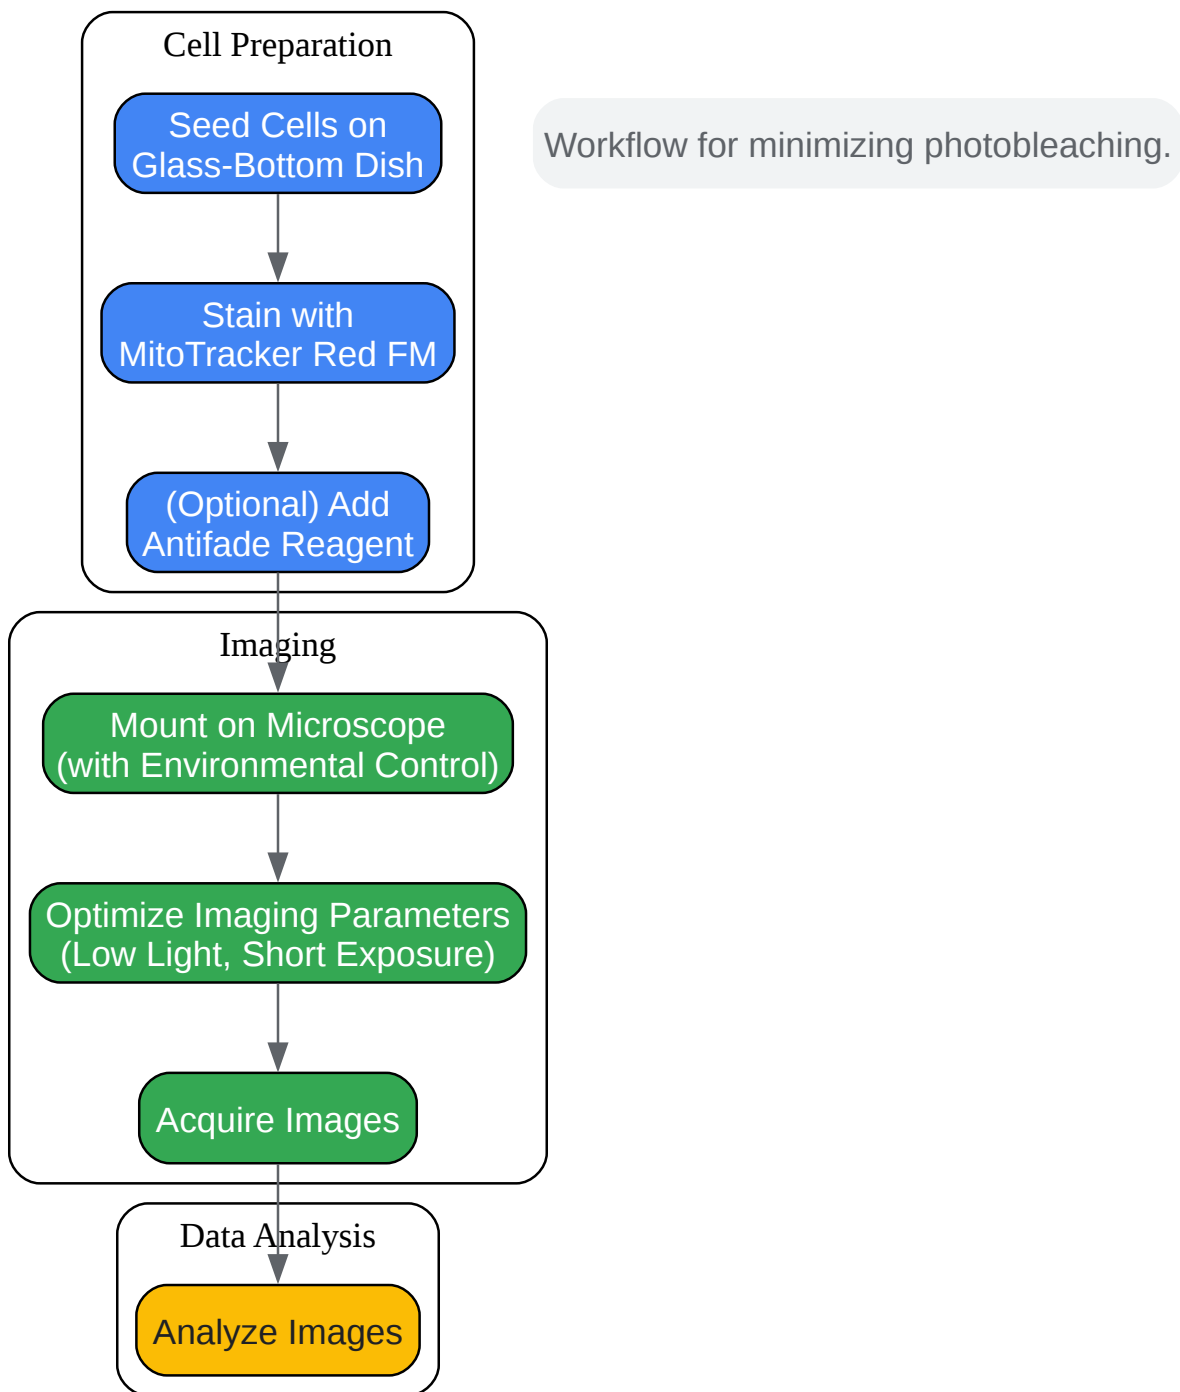 Cell Preparation
Seed Cells on
Glass-Bottom Dish
Workflow for minimizing photobleaching.
Stain with
MitoTracker Red FM
(Optional) Add
Antifade Reagent
Imaging
Mount on Microscope
(with Environmental Control)
Optimize Imaging Parameters
(Low Light, Short Exposure)
Acquire Images
Data Analysis
Analyze Images